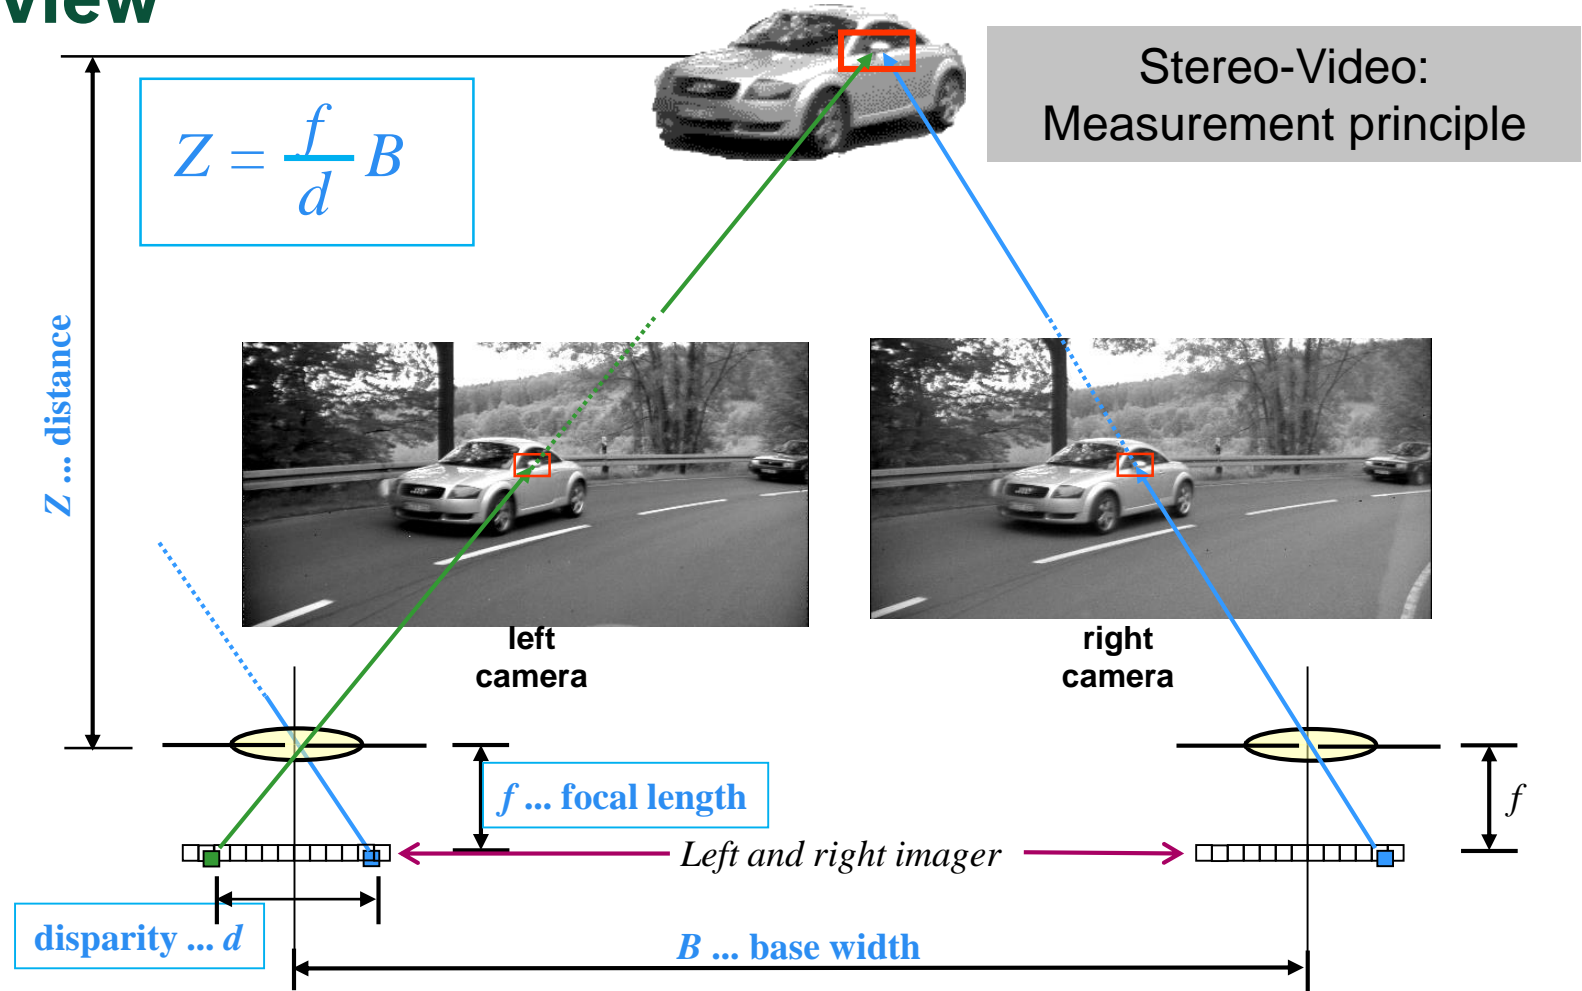 view
Stereo-Video:
Measurement principle
Z = f/d B
Z ... distance
left
camera
right
camera
f ... focal length
f
Left and right imager
disparity ... d
B ... base width